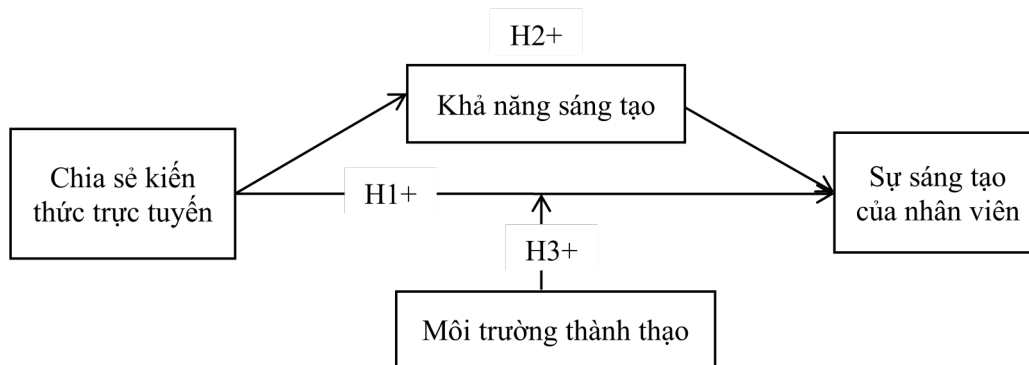 H2+
Khả năng sáng tạo
Chia sẻ kiến
thức trực tuyến
H1+
Sự sáng tạo
của nhân viên
H3+
Môi trường thành thạo